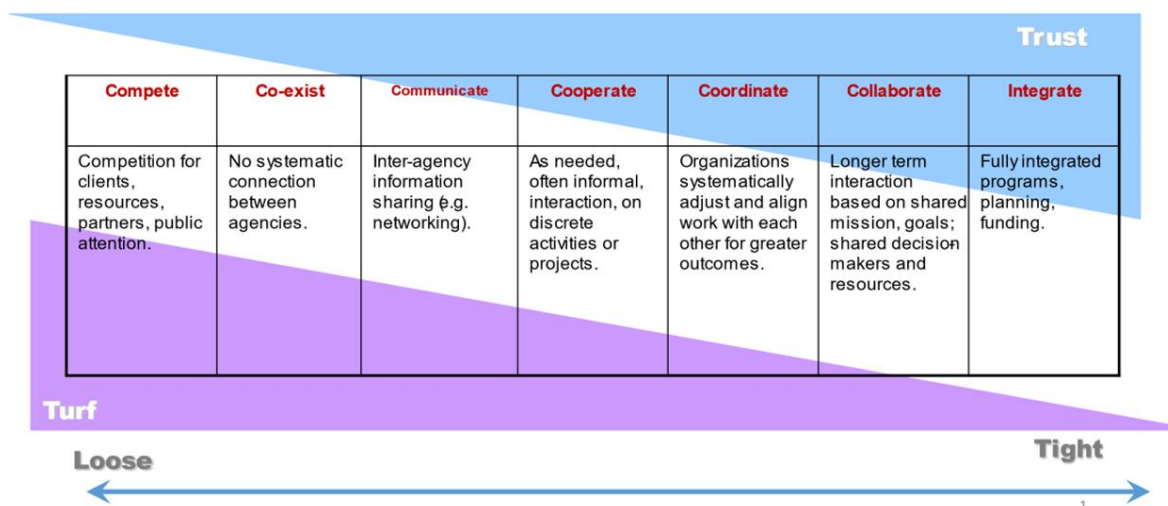 Trust
Compete
Co-exist
Communicate
Cooperate
Coordinate
Collaborate
Integrate
Competition for
clients,
resources,
partners, public
attention.
No systematic
connection
between
agencies.
Inter-agency
information
sharing (e.g.
networking).
As needed,
often informal,
interaction, on
discrete
activities or
projects.
Organizations
systematically
adjust and align
work with each
other for greater
outcomes.
Longer term
interaction
based on shared
mission, goals;
shared decision-
makers and
resources.
Fully integrated
programs,
planning,
funding.
Turf
Loose
Tight
1